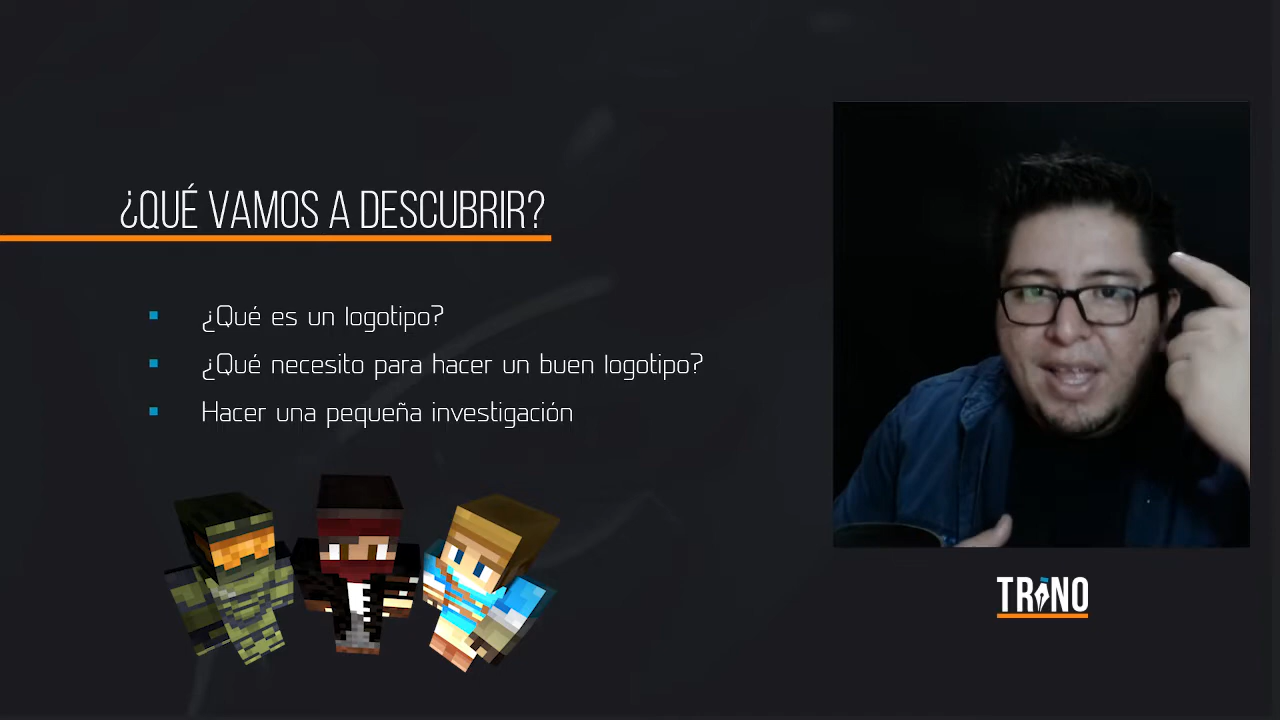 ¿QUÉ VAMOS A DESCUBRIR?
¿Qué es un logotipo?
¿Qué necesito para hacer un buen logotipo?
Hacer una pequeña investigación
TRINO